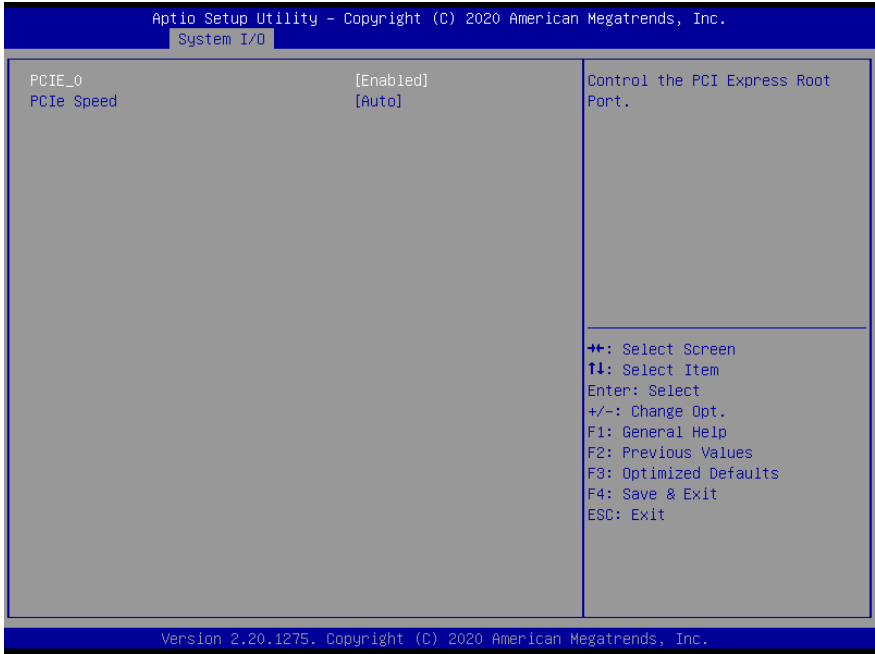 Aptio Setup Utility – Copyright (C) 2020 American Megatrends, Inc.
System I/O
PCIE_0 [Enabled]
PCIe Speed [Auto]
Control the PCI Express Root
Port.
→←: Select Screen
↑↓: Select Item
Enter: Select
+/-: Change Opt.
F1: General Help
F2: Previous Values
F3: Optimized Defaults
F4: Save & Exit
ESC: Exit
Version 2.20.1275. Copyright (C) 2020 American Megatrends, Inc.